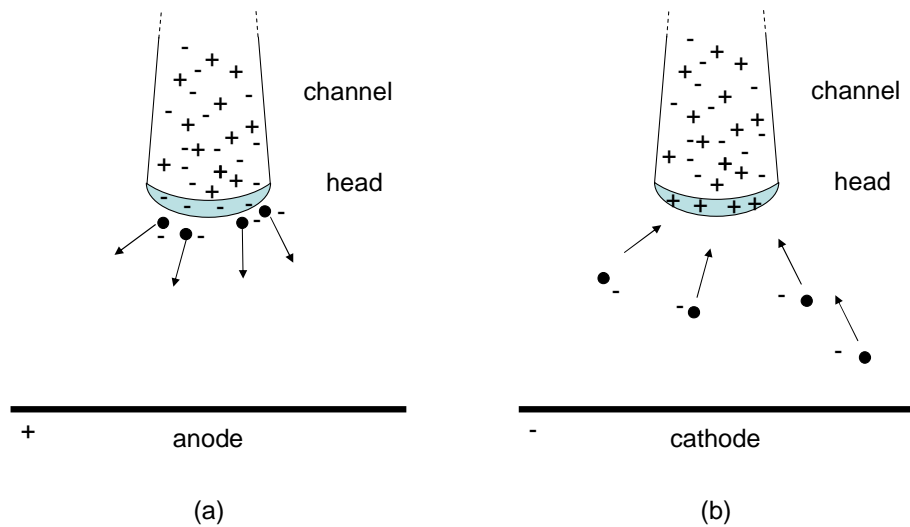 channel
head
+
anode
(a)
channel
head
-
cathode
(b)